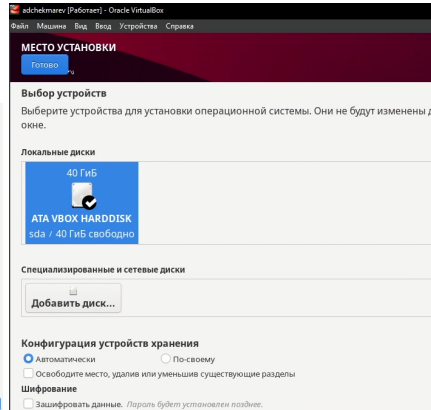 adchekmarev [Работает] - Oracle VirtualBox
Файл Машина Вид Ввод Устройства Справка
МЕСТО УСТАНОВКИ
Готово
ru
Выбор устройств
Выберите устройства для установки операционной системы. Они не будут изменены д
окне.
Локальные диски
40 ГиБ
ATA VBOX HARDDISK
sda / 40 ГиБ свободно
Специализированные и сетевые диски
Добавить диск...
Конфигурация устройств хранения
Автоматически По-своему
Освободите место, удалив или уменьшив существующие разделы
Шифрование
Зашифровать данные. Пароль будет установлен позднее.